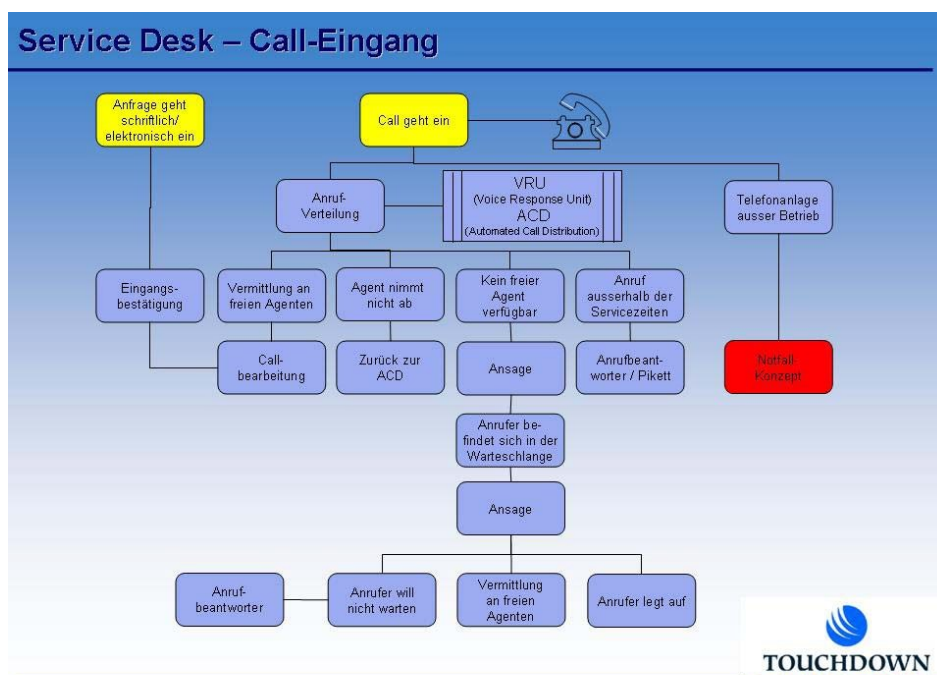 Service Desk – Call-Eingang
Anfrage geht
schriftlich/
elektronisch ein
Call geht ein
Anruf-
Verteilung
VRU
(Voice Response Unit)
ACD
(Automated Call Distribution)
Telefonanlage
ausser Betrieb
Eingangs-
bestätigung
Vermittlung an
freien Agenten
Agent nimmt
nicht ab
Kein freier
Agent
verfügbar
Anruf
ausserhalb der
Servicezeiten
Call-
bearbeitung
Zurück zur
ACD
Ansage
Anrufbeant-
worter / Pikett
Notfall-
Konzept
Anrufer be-
findet sich in der
Warteschlange
Ansage
Anruf-
beantworter
Anrufer will
nicht warten
Vermittlung
an freien
Agenten
Anrufer legt auf
TOUCHDOWN